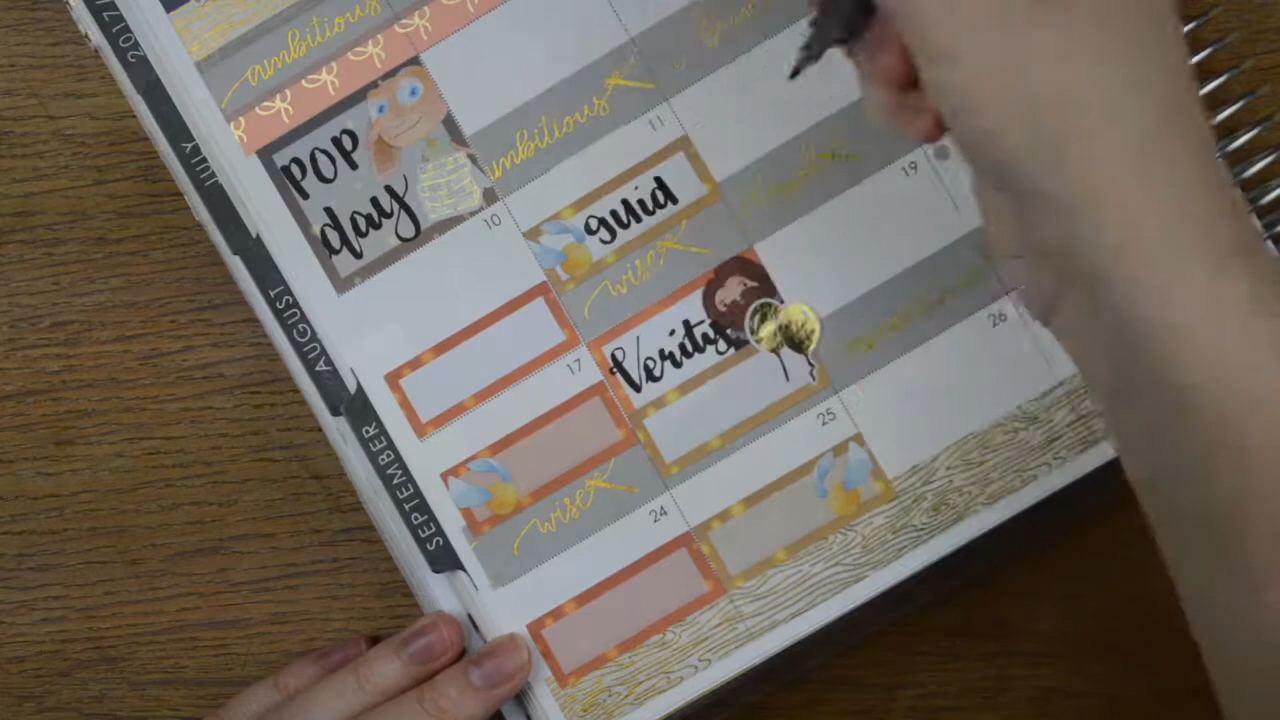 2017
JULY
AUGUST
SEPTEMBER
ambitious
POP
day
ambitious
10
11
guid
wise
19
Verity
17
wise
25
26
24